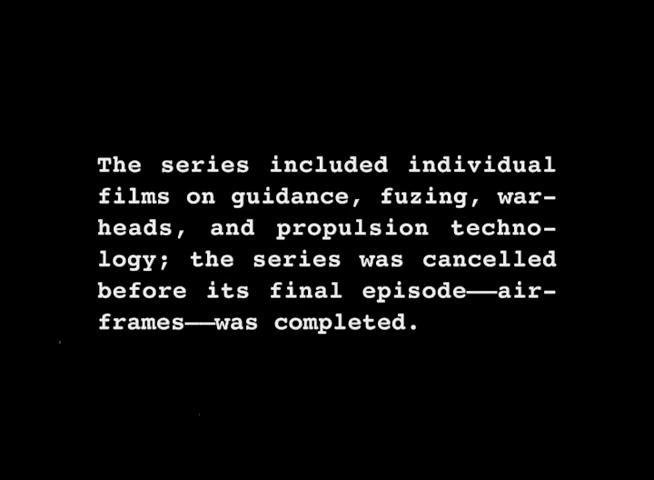 The series included individual
films on guidance, fuzing, war-
heads, and propulsion techno-
logy; the series was cancelled
before its final episode——air-
frames——was completed.